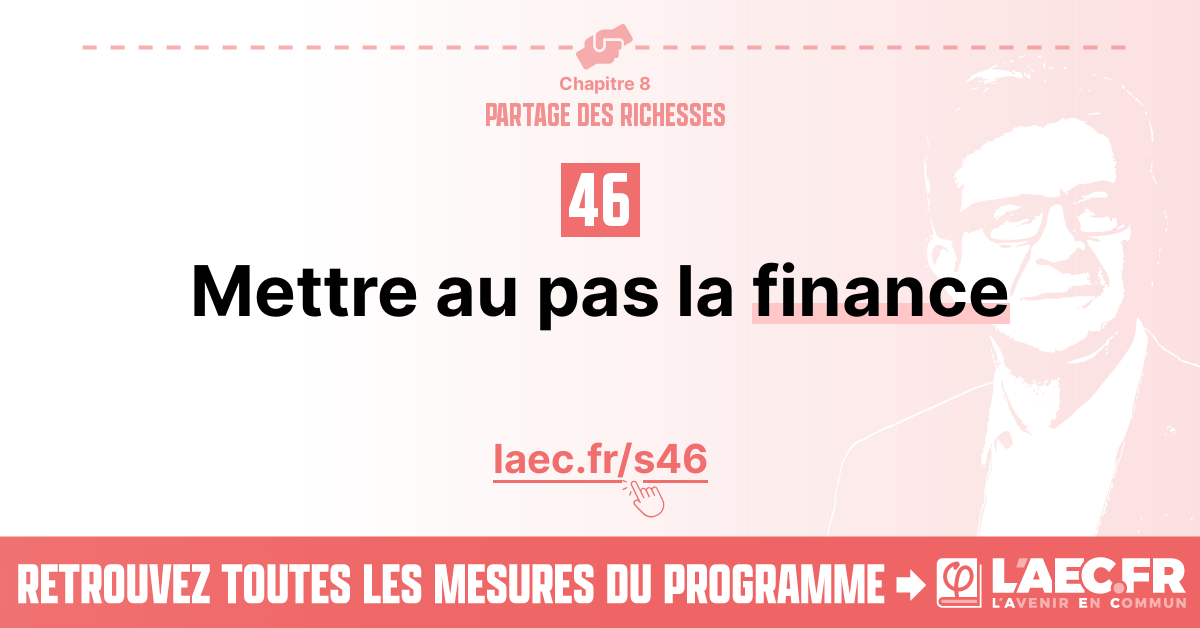 Chapitre 8
PARTAGE DES RICHESSES
46
Mettre au pas la finance
laec.fr/s46
RETROUVEZ TOUTES LES MESURES DU PROGRAMME
φ L'AEC.FR
L'AVENIR EN COMMUN